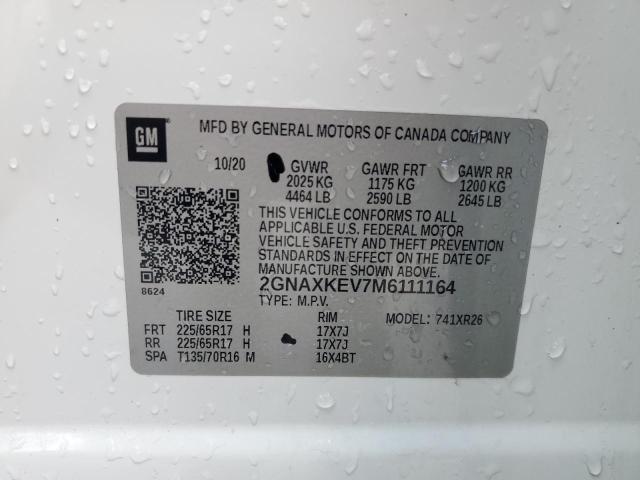 GM
MFD BY GENERAL MOTORS OF CANADA COMPANY
10/20 GVWR GAWR FRT GAWR RR
2025 KG 1175 KG 1200 KG
4464 LB 2590 LB 2645 LB
THIS VEHICLE CONFORMS TO ALL
APPLICABLE U.S. FEDERAL MOTOR
VEHICLE SAFETY AND THEFT PREVENTION
STANDARDS IN EFFECT ON THE DATE OF
MANUFACTURE SHOWN ABOVE.
8624 2GNAXKEV7M6111164
TYPE: M.P.V.
TIRE SIZE RIM MODEL: 741XR26
FRT 225/65R17 H 17X7J
RR 225/65R17 H 17X7J
SPA T135/70R16 M 16X4BT